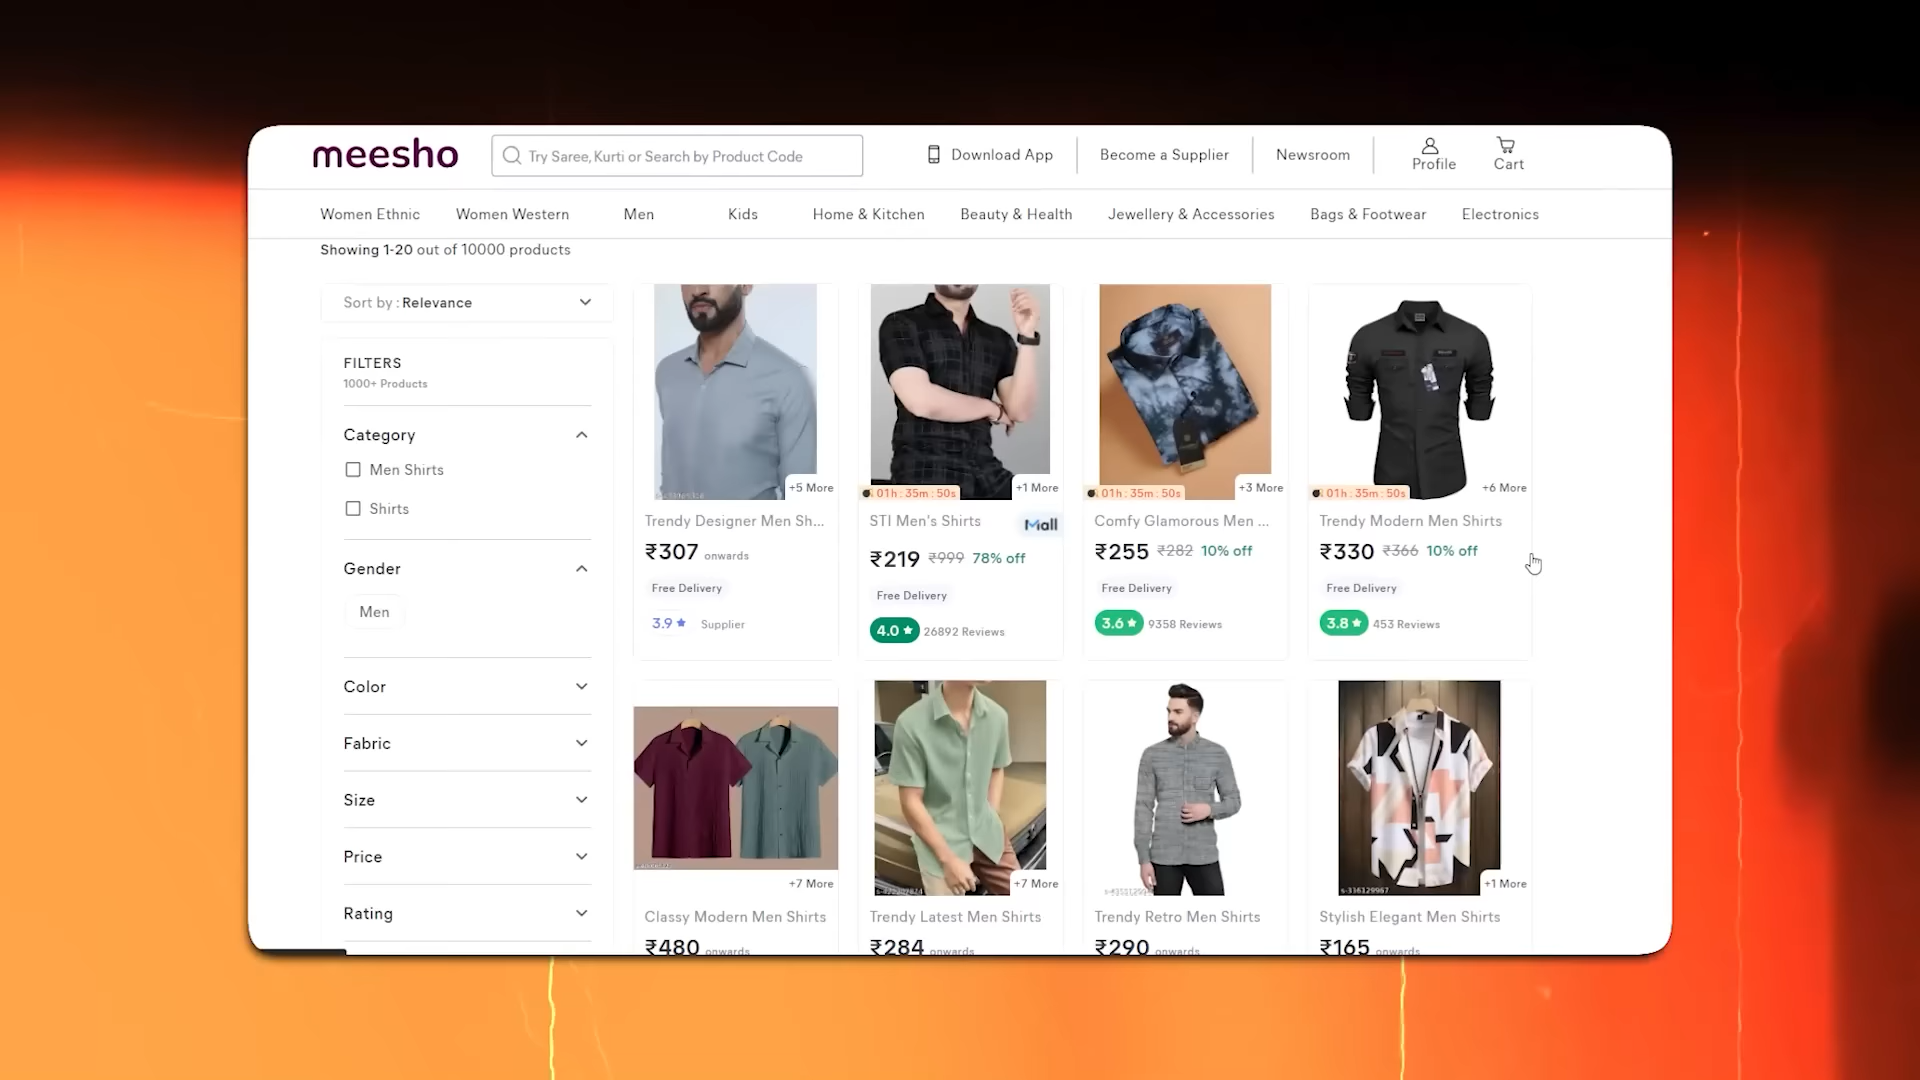 meesho
Try Saree, Kurti or Search by Product Code
Download App
Become a Supplier
Newsroom
Profile
Cart
Women Ethnic
Women Western
Men
Kids
Home & Kitchen
Beauty & Health
Jewellery & Accessories
Bags & Footwear
Electronics
Showing 1-20 out of 10000 products
Sort by : Relevance
FILTERS
1000+ Products
Category
Men Shirts
Shirts
Gender
Men
Color
Fabric
Size
Price
Rating
+5 More
Trendy Designer Men Sh...
₹307 onwards
Free Delivery
3.9 ★ Supplier
01h : 35m : 50s
+1 More
STI Men's Shirts
Mall
₹219 ₹999 78% off
Free Delivery
4.0 ★ 26892 Reviews
01h : 35m : 50s
+3 More
Comfy Glamorous Men ...
₹255 ₹282 10% off
Free Delivery
3.6 ★ 9358 Reviews
01h : 35m : 50s
+6 More
Trendy Modern Men Shirts
₹330 ₹366 10% off
Free Delivery
3.8 ★ 453 Reviews
+7 More
Classy Modern Men Shirts
₹480 onwards
+7 More
Trendy Latest Men Shirts
₹284 onwards
Trendy Retro Men Shirts
₹290 onwards
s-316129987
+1 More
Stylish Elegant Men Shirts
₹165 onwards